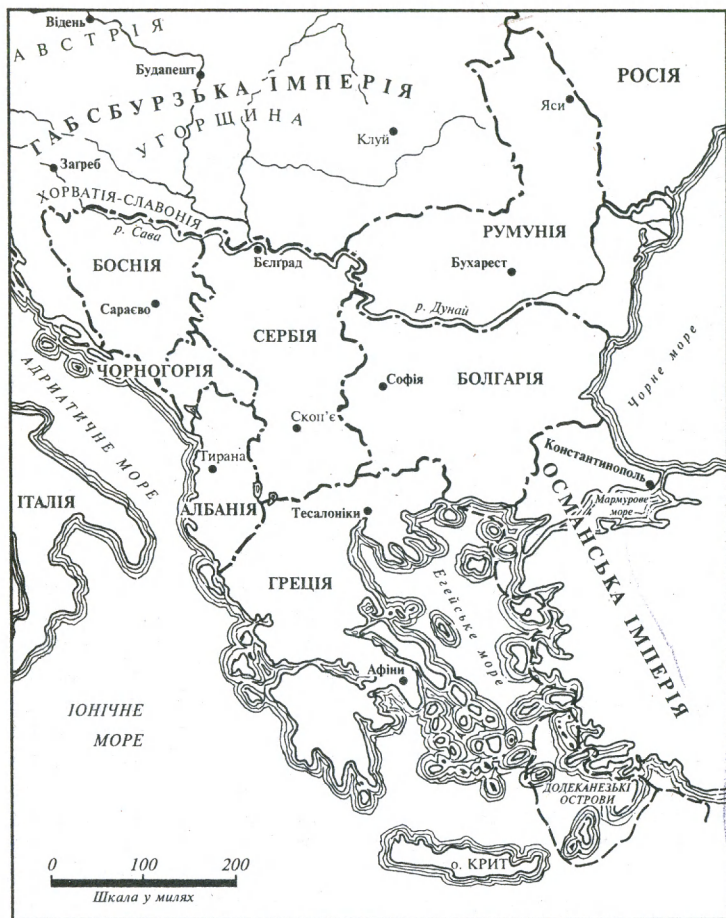 Відень
АВСТРІЯ
Будапешт
ГАБСБУРЗЬКА ІМПЕРІЯ
УГОРЩИНА
РОСІЯ
Яси
Клуй
Загреб
ХОРВАТІЯ-СЛАВОНІЯ
р. Сава
БОСНІЯ
Сараєво
Бєлґрад
РУМУНІЯ
Бухарест
р. Дунай
СЕРБІЯ
ЧОРНОГОРІЯ
Софія
БОЛГАРІЯ
Чорне море
АДРИАТИЧНЕ МОРЕ
Скоп'є
Тирана
АЛБАНІЯ
ІТАЛІЯ
Константинополь
Мармурове
море
ОСМАНСЬКА ІМПЕРІЯ
Тесалоніки
ГРЕЦІЯ
Егейське море
Афіни
ІОНІЧНЕ
МОРЕ
ДОДЕКАНЕЗЬКІ
ОСТРОВИ
о. КРИТ
0 100 200
Шкала у милях